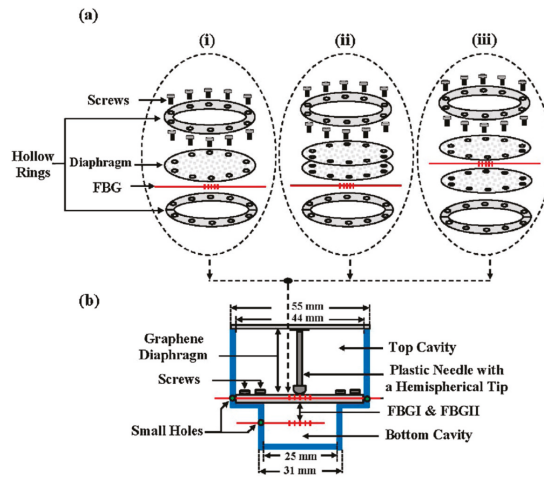 (a)
(i)
(ii)
(iii)
Screws
Hollow
Rings
Diaphragm
FBG
(b)
55 mm
44 mm
Graphene
Diaphragm
Top Cavity
Plastic Needle with
a Hemispherical Tip
Screws
FBGI & FBGII
Small Holes
Bottom Cavity
25 mm
31 mm